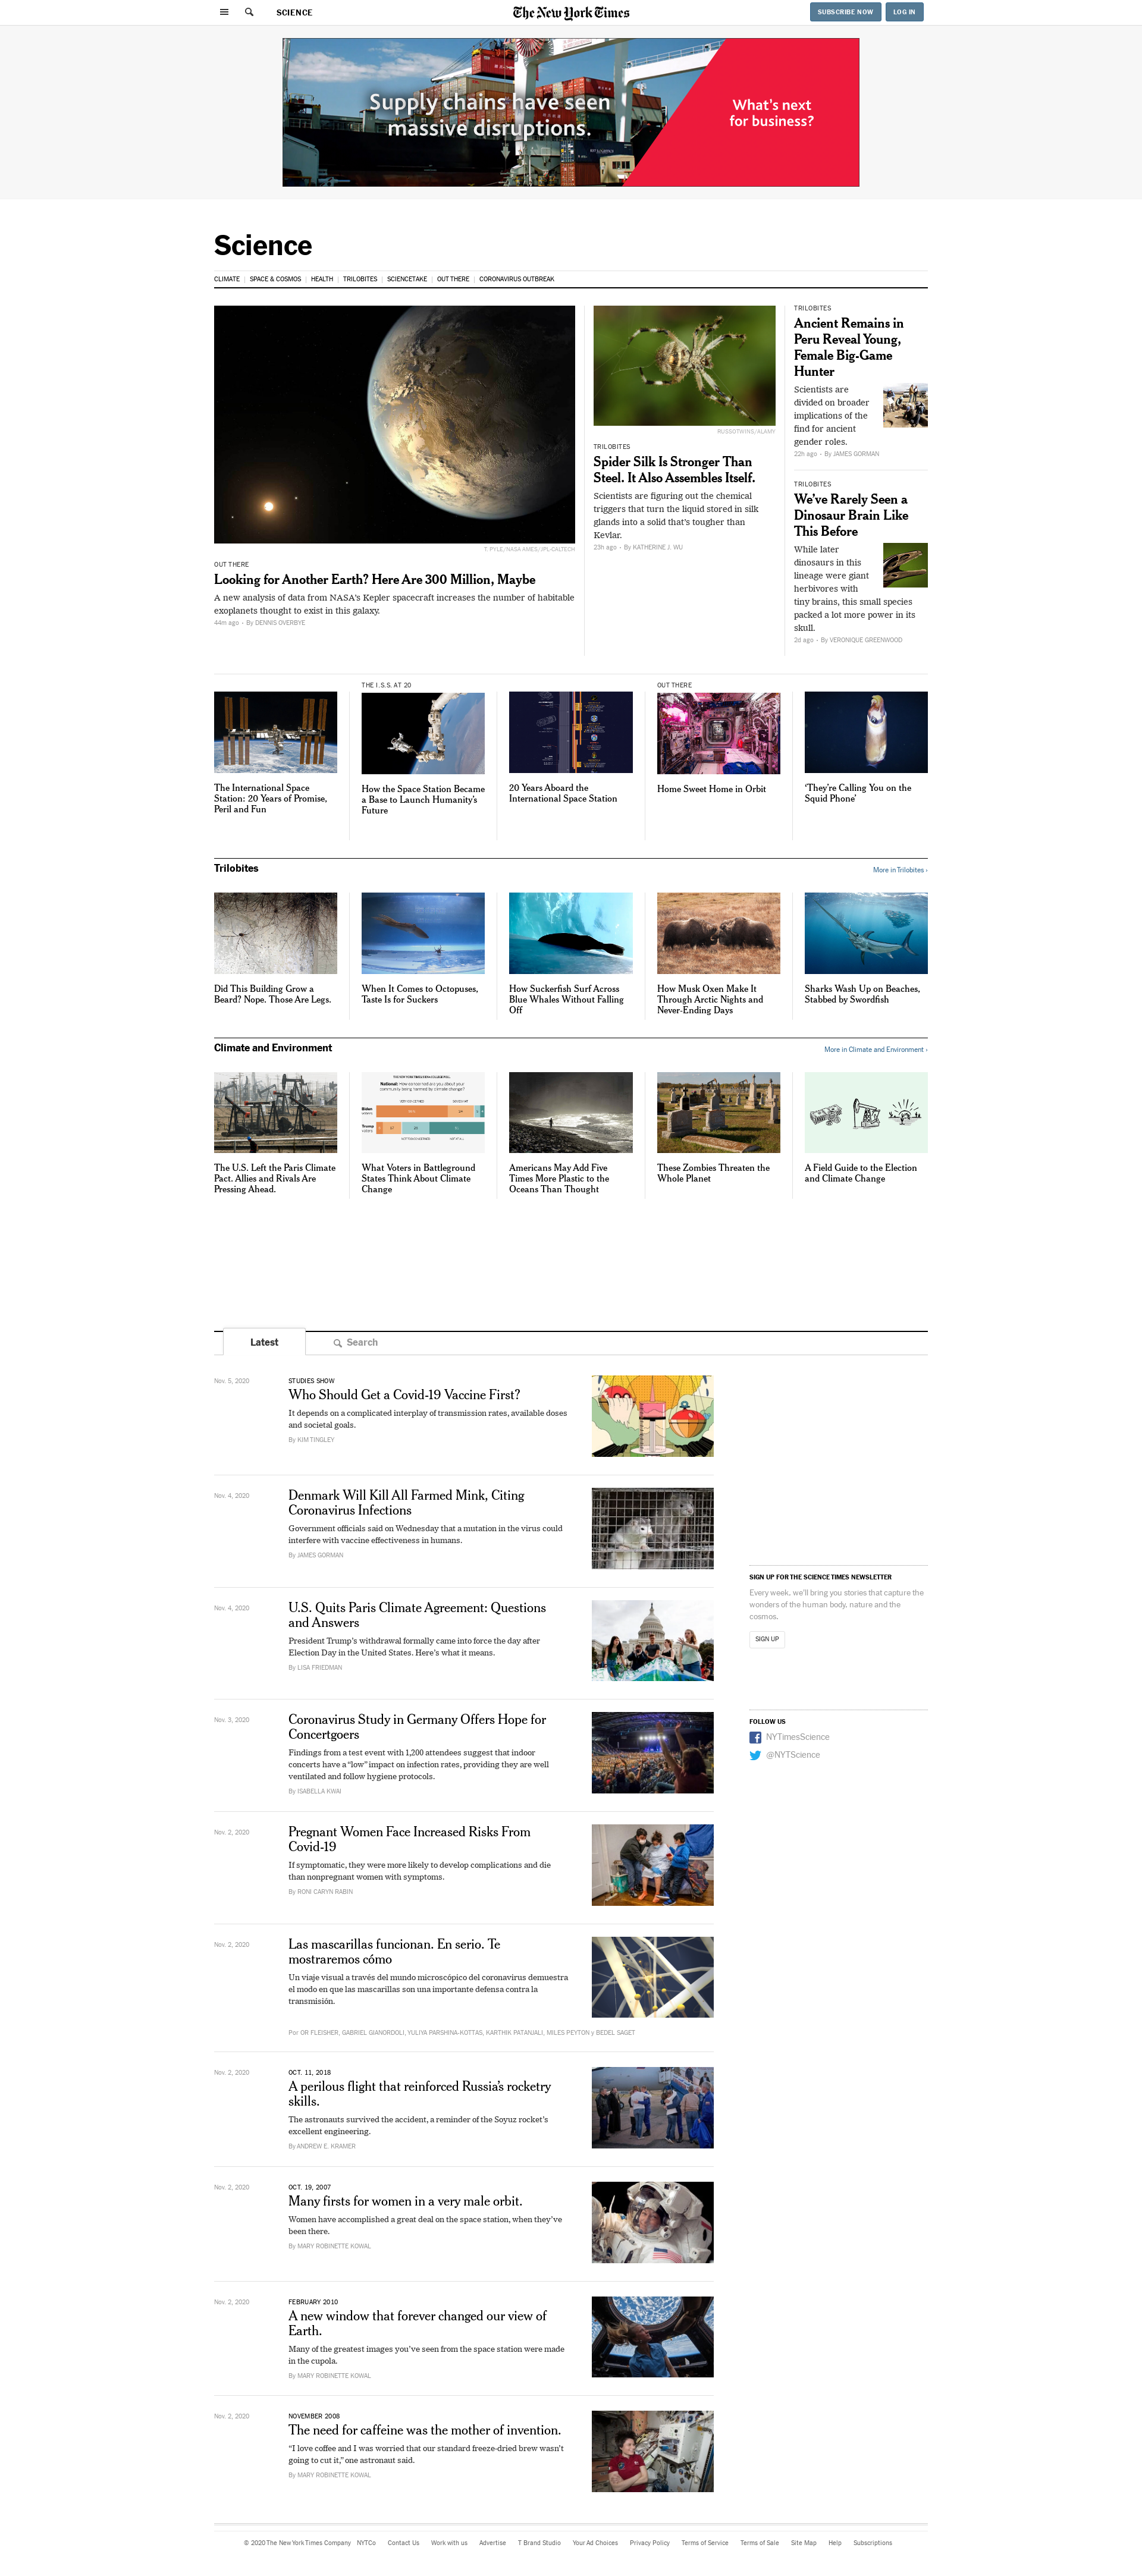 SCIENCE
The New York Times
SUBSCRIBE NOW
LOG IN
Supply chains have seen
massive disruptions.
What's next
for business?
Science
CLIMATE
SPACE & COSMOS
HEALTH
TRILOBITES
SCIENCETAKE
OUT THERE
CORONAVIRUS OUTBREAK
T. PYLE/NASA AMES/JPL-CALTECH
OUT THERE
Looking for Another Earth? Here Are 300 Million, Maybe
A new analysis of data from NASA's Kepler spacecraft increases the number of habitable
exoplanets thought to exist in this galaxy.
44m ago - By DENNIS OVERBYE
RUSSOTWINS/ALAMY
TRILOBITES
Spider Silk Is Stronger Than
Steel. It Also Assembles Itself.
Scientists are figuring out the chemical
triggers that turn the liquid stored in silk
glands into a solid that's tougher than
Kevlar.
23h ago - By KATHERINE J. WU
TRILOBITES
Ancient Remains in
Peru Reveal Young,
Female Big-Game
Hunter
Scientists are
divided on broader
implications of the
find for ancient
gender roles.
22h ago - By JAMES GORMAN
TRILOBITES
We've Rarely Seen a
Dinosaur Brain Like
This Before
While later
dinosaurs in this
lineage were giant
herbivores with
tiny brains, this small species
packed a lot more power in its
skull.
2d ago - By VERONIQUE GREENWOOD
The International Space
Station: 20 Years of Promise,
Peril and Fun
THE I.S.S. AT 20
How the Space Station Became
a Base to Launch Humanity's
Future
20 Years Aboard the
International Space Station
OUT THERE
Home Sweet Home in Orbit
'They're Calling You on the
Squid Phone'
Trilobites
More in Trilobites ›
Did This Building Grow a
Beard? Nope. Those Are Legs.
When It Comes to Octopuses,
Taste Is for Suckers
How Suckerfish Surf Across
Blue Whales Without Falling
Off
How Musk Oxen Make It
Through Arctic Nights and
Never-Ending Days
Sharks Wash Up on Beaches,
Stabbed by Swordfish
Climate and Environment
More in Climate and Environment ›
The U.S. Left the Paris Climate
Pact. Allies and Rivals Are
Pressing Ahead.
National: How concerned are you about your
community being harmed by climate change?
Biden
voters
Trump
voters
What Voters in Battleground
States Think About Climate
Change
Americans May Add Five
Times More Plastic to the
Oceans Than Thought
These Zombies Threaten the
Whole Planet
A Field Guide to the Election
and Climate Change
Latest
Search
Nov. 5, 2020
STUDIES SHOW
Who Should Get a Covid-19 Vaccine First?
It depends on a complicated interplay of transmission rates, available doses
and societal goals.
By KIM TINGLEY
Nov. 4, 2020
Denmark Will Kill All Farmed Mink, Citing
Coronavirus Infections
Government officials said on Wednesday that a mutation in the virus could
interfere with vaccine effectiveness in humans.
By JAMES GORMAN
Nov. 4, 2020
U.S. Quits Paris Climate Agreement: Questions
and Answers
President Trump's withdrawal formally came into force the day after
Election Day in the United States. Here's what it means.
By LISA FRIEDMAN
Nov. 3, 2020
Coronavirus Study in Germany Offers Hope for
Concertgoers
Findings from a test event with 1,200 attendees suggest that indoor
concerts have a "low" impact on infection rates, providing they are well
ventilated and follow hygiene protocols.
By ISABELLA KWAI
Nov. 2, 2020
Pregnant Women Face Increased Risks From
Covid-19
If symptomatic, they were more likely to develop complications and die
than nonpregnant women with symptoms.
By RONI CARYN RABIN
Nov. 2, 2020
Las mascarillas funcionan. En serio. Te
mostraremos cómo
Un viaje visual a través del mundo microscópico del coronavirus demuestra
el modo en que las mascarillas son una importante defensa contra la
transmisión.
Por OR FLEISHER, GABRIEL GIANORDOLI, YULIYA PARSHINA-KOTTAS, KARTHIK PATANJALI, MILES PEYTON y BEDEL SAGET
Nov. 2, 2020
OCT. 11, 2018
A perilous flight that reinforced Russia's rocketry
skills.
The astronauts survived the accident, a reminder of the Soyuz rocket's
excellent engineering.
By ANDREW E. KRAMER
Nov. 2, 2020
OCT. 19, 2007
Many firsts for women in a very male orbit.
Women have accomplished a great deal on the space station, when they've
been there.
By MARY ROBINETTE KOWAL
Nov. 2, 2020
FEBRUARY 2010
A new window that forever changed our view of
Earth.
Many of the greatest images you've seen from the space station were made
in the cupola.
By MARY ROBINETTE KOWAL
Nov. 2, 2020
NOVEMBER 2008
The need for caffeine was the mother of invention.
"I love coffee and I was worried that our standard freeze-dried brew wasn't
going to cut it," one astronaut said.
By MARY ROBINETTE KOWAL
SIGN UP FOR THE SCIENCE TIMES NEWSLETTER
Every week, we'll bring you stories that capture the
wonders of the human body, nature and the
cosmos.
SIGN UP
FOLLOW US
NYTimesScience
@NYTScience
© 2020 The New York Times Company
NYTCo
Contact Us
Work with us
Advertise
T Brand Studio
Your Ad Choices
Privacy Policy
Terms of Service
Terms of Sale
Site Map
Help
Subscriptions